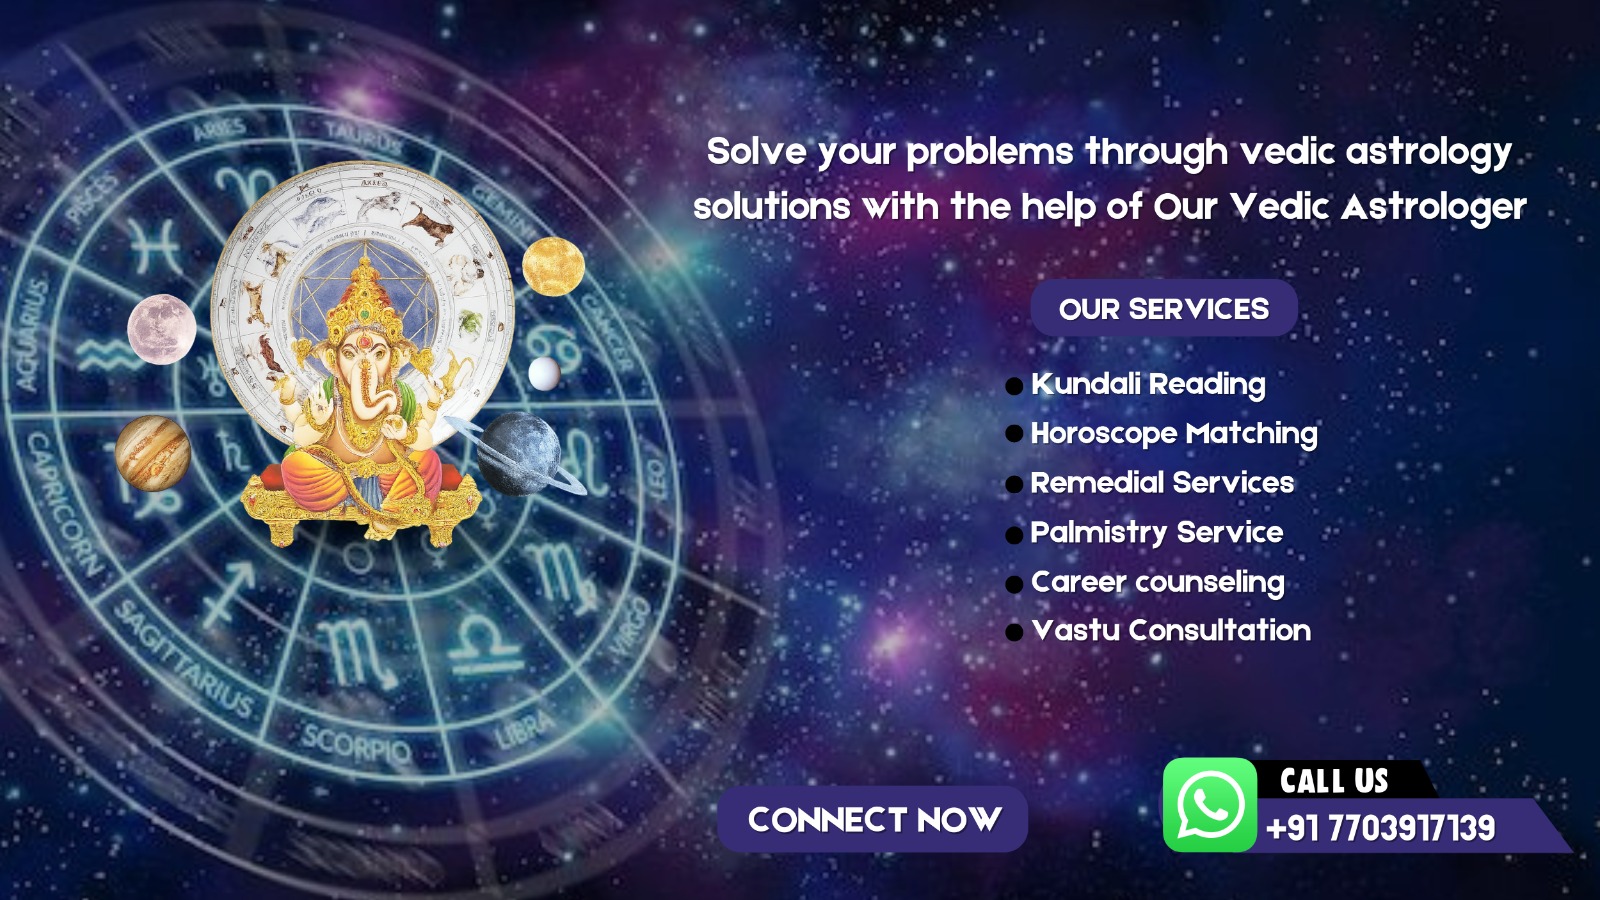 Solve your problems through vedic astrology
solutions with the help of Our Vedic Astrologer
OUR SERVICES
Kundali Reading
Horoscope Matching
Remedial Services
Palmistry Service
Career counseling
Vastu Consultation
CONNECT NOW
CALL US
+91 7703917139
ARIES
TAURUS
GEMINI
CANCER
LEO
VIRGO
LIBRA
SCORPIO
SAGITTARIUS
CAPRICORN
AQUARIUS
PISCES